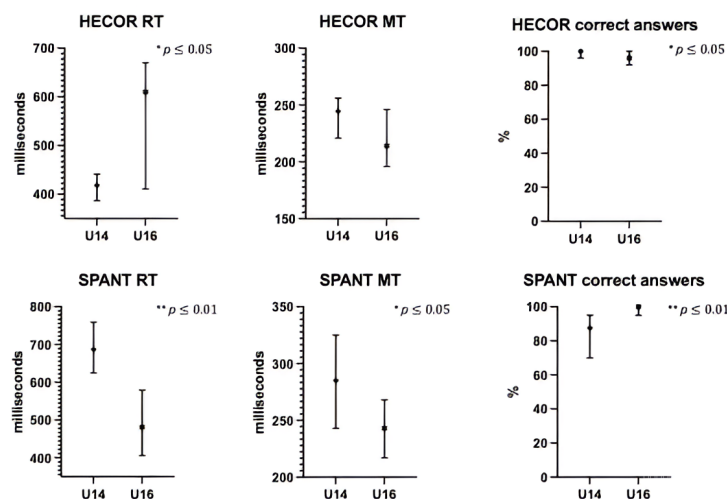 HECOR RT
* p ≤ 0.05
milliseconds
700
600
500
400
U14 U16
HECOR MT
milliseconds
300
250
200
150
U14 U16
HECOR correct answers
* p ≤ 0.05
%
100
80
60
40
20
0
U14 U16
SPANT RT
** p ≤ 0.01
milliseconds
800
700
600
500
400
U14 U16
SPANT MT
* p ≤ 0.05
milliseconds
350
300
250
200
U14 U16
SPANT correct answers
** p ≤ 0.01
%
100
80
60
40
20
0
U14 U16